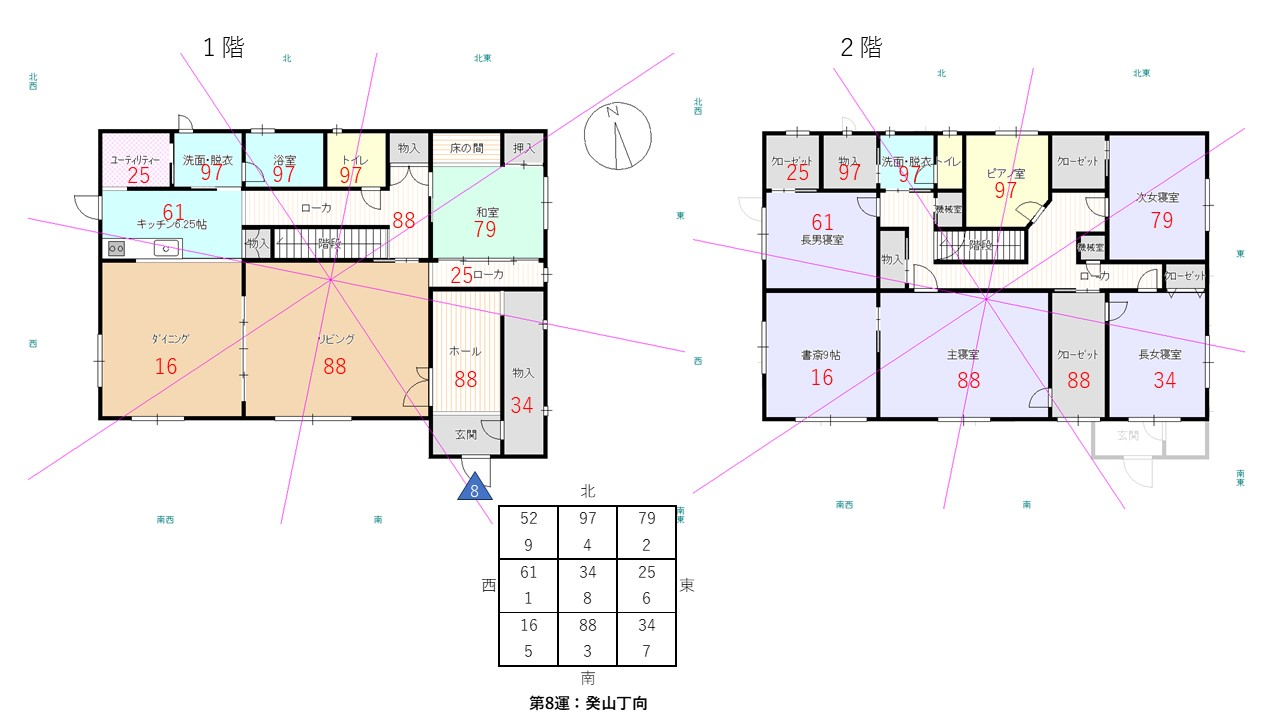 1階
2階
北
北東
北西
N
北
北東
北西
ユーティリティー
25
洗面・脱衣
97
浴室
97
トイレ
97
物入
床の間
押入
61
キッチン6.25帖
ローカ
88
和室
79
物入
階段
25
ローカ
東
ダイニング
16
リビング
88
ホール
88
物入
34
玄関
西
8
南西
南
南東
クローゼット
25
物入
97
洗面・脱衣
97
トイレ
ピアノ室
97
クローゼット
次女寝室
79
61
長男寝室
機械室
階段
物入
機械室
ローカ
クローゼット
東
書斎9帖
16
主寝室
88
クローゼット
88
長女寝室
34
西
玄関
南西
南
南東
北
52 97 79
9 4 2
西
61 34 25
東
1 8 6
16 88 34
5 3 7
南
第8運：癸山丁向